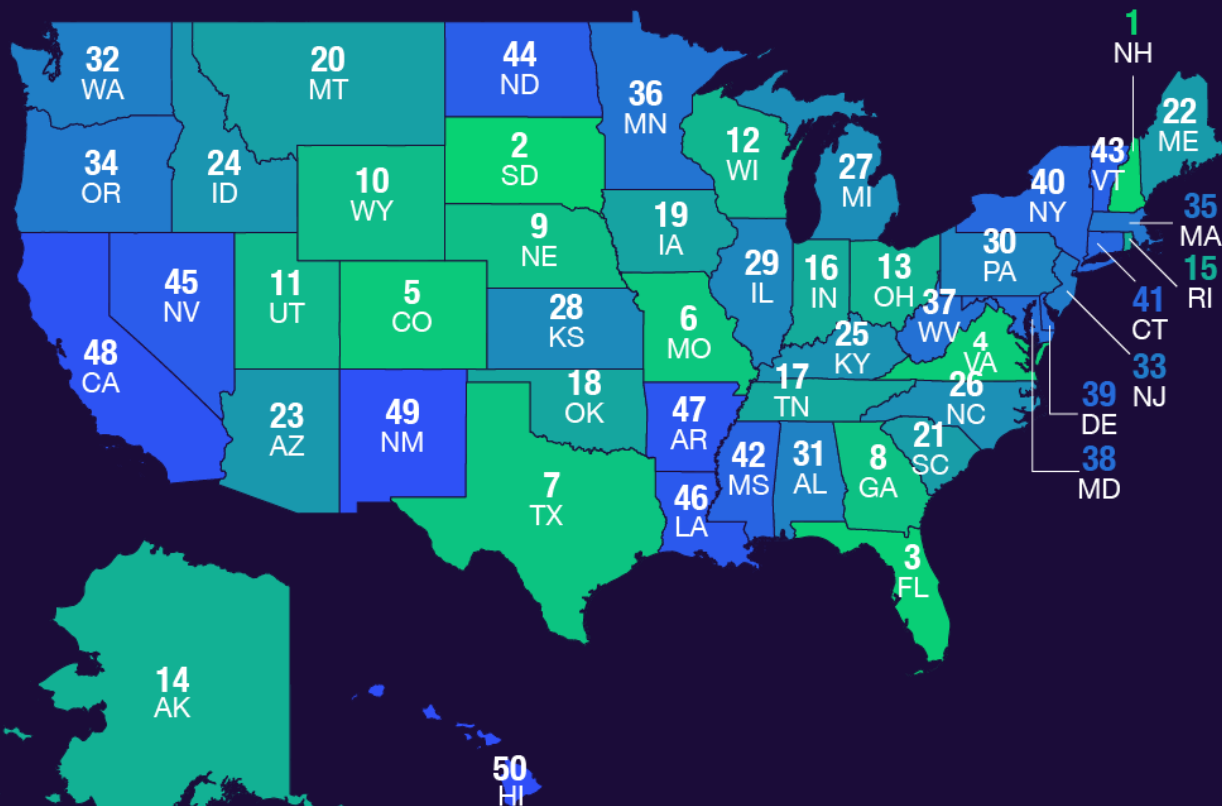 1
NH
32
WA
20
MT
44
ND
36
MN
22
ME
43
VT
12
WI
2
SD
34
OR
24
ID
10
WY
27
MI
40
NY
35
MA
19
IA
9
NE
30
PA
15
RI
29
IL
16
IN
13
OH
45
NV
11
UT
5
CO
28
KS
6
MO
37
WV
41
CT
25
KY
4
VA
48
CA
33
NJ
17
TN
18
OK
26
NC
39
DE
23
AZ
49
NM
47
AR
21
SC
42
MS
31
AL
8
GA
38
MD
7
TX
46
LA
3
FL
14
AK
50
HI